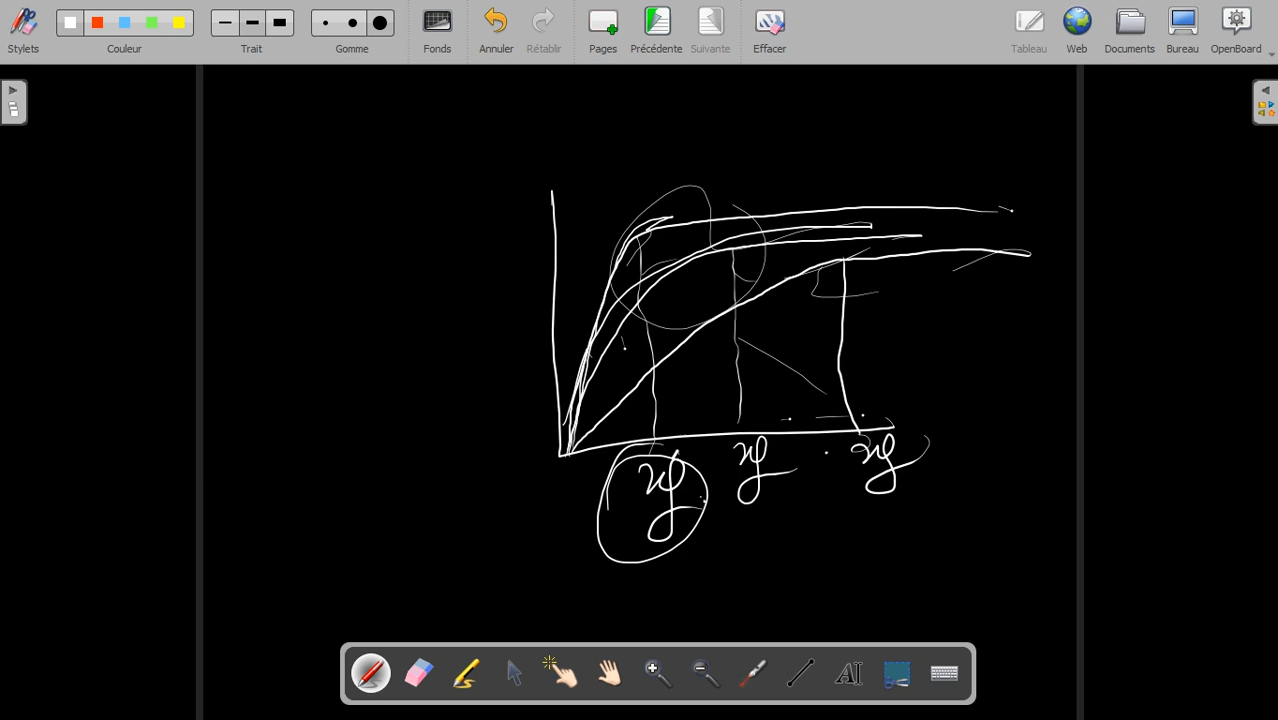 Stylets Couleur Trait Gomme Fonds Annuler Rétablir Pages Précédente Suivante Effacer Tableau Web Documents Bureau OpenBoard